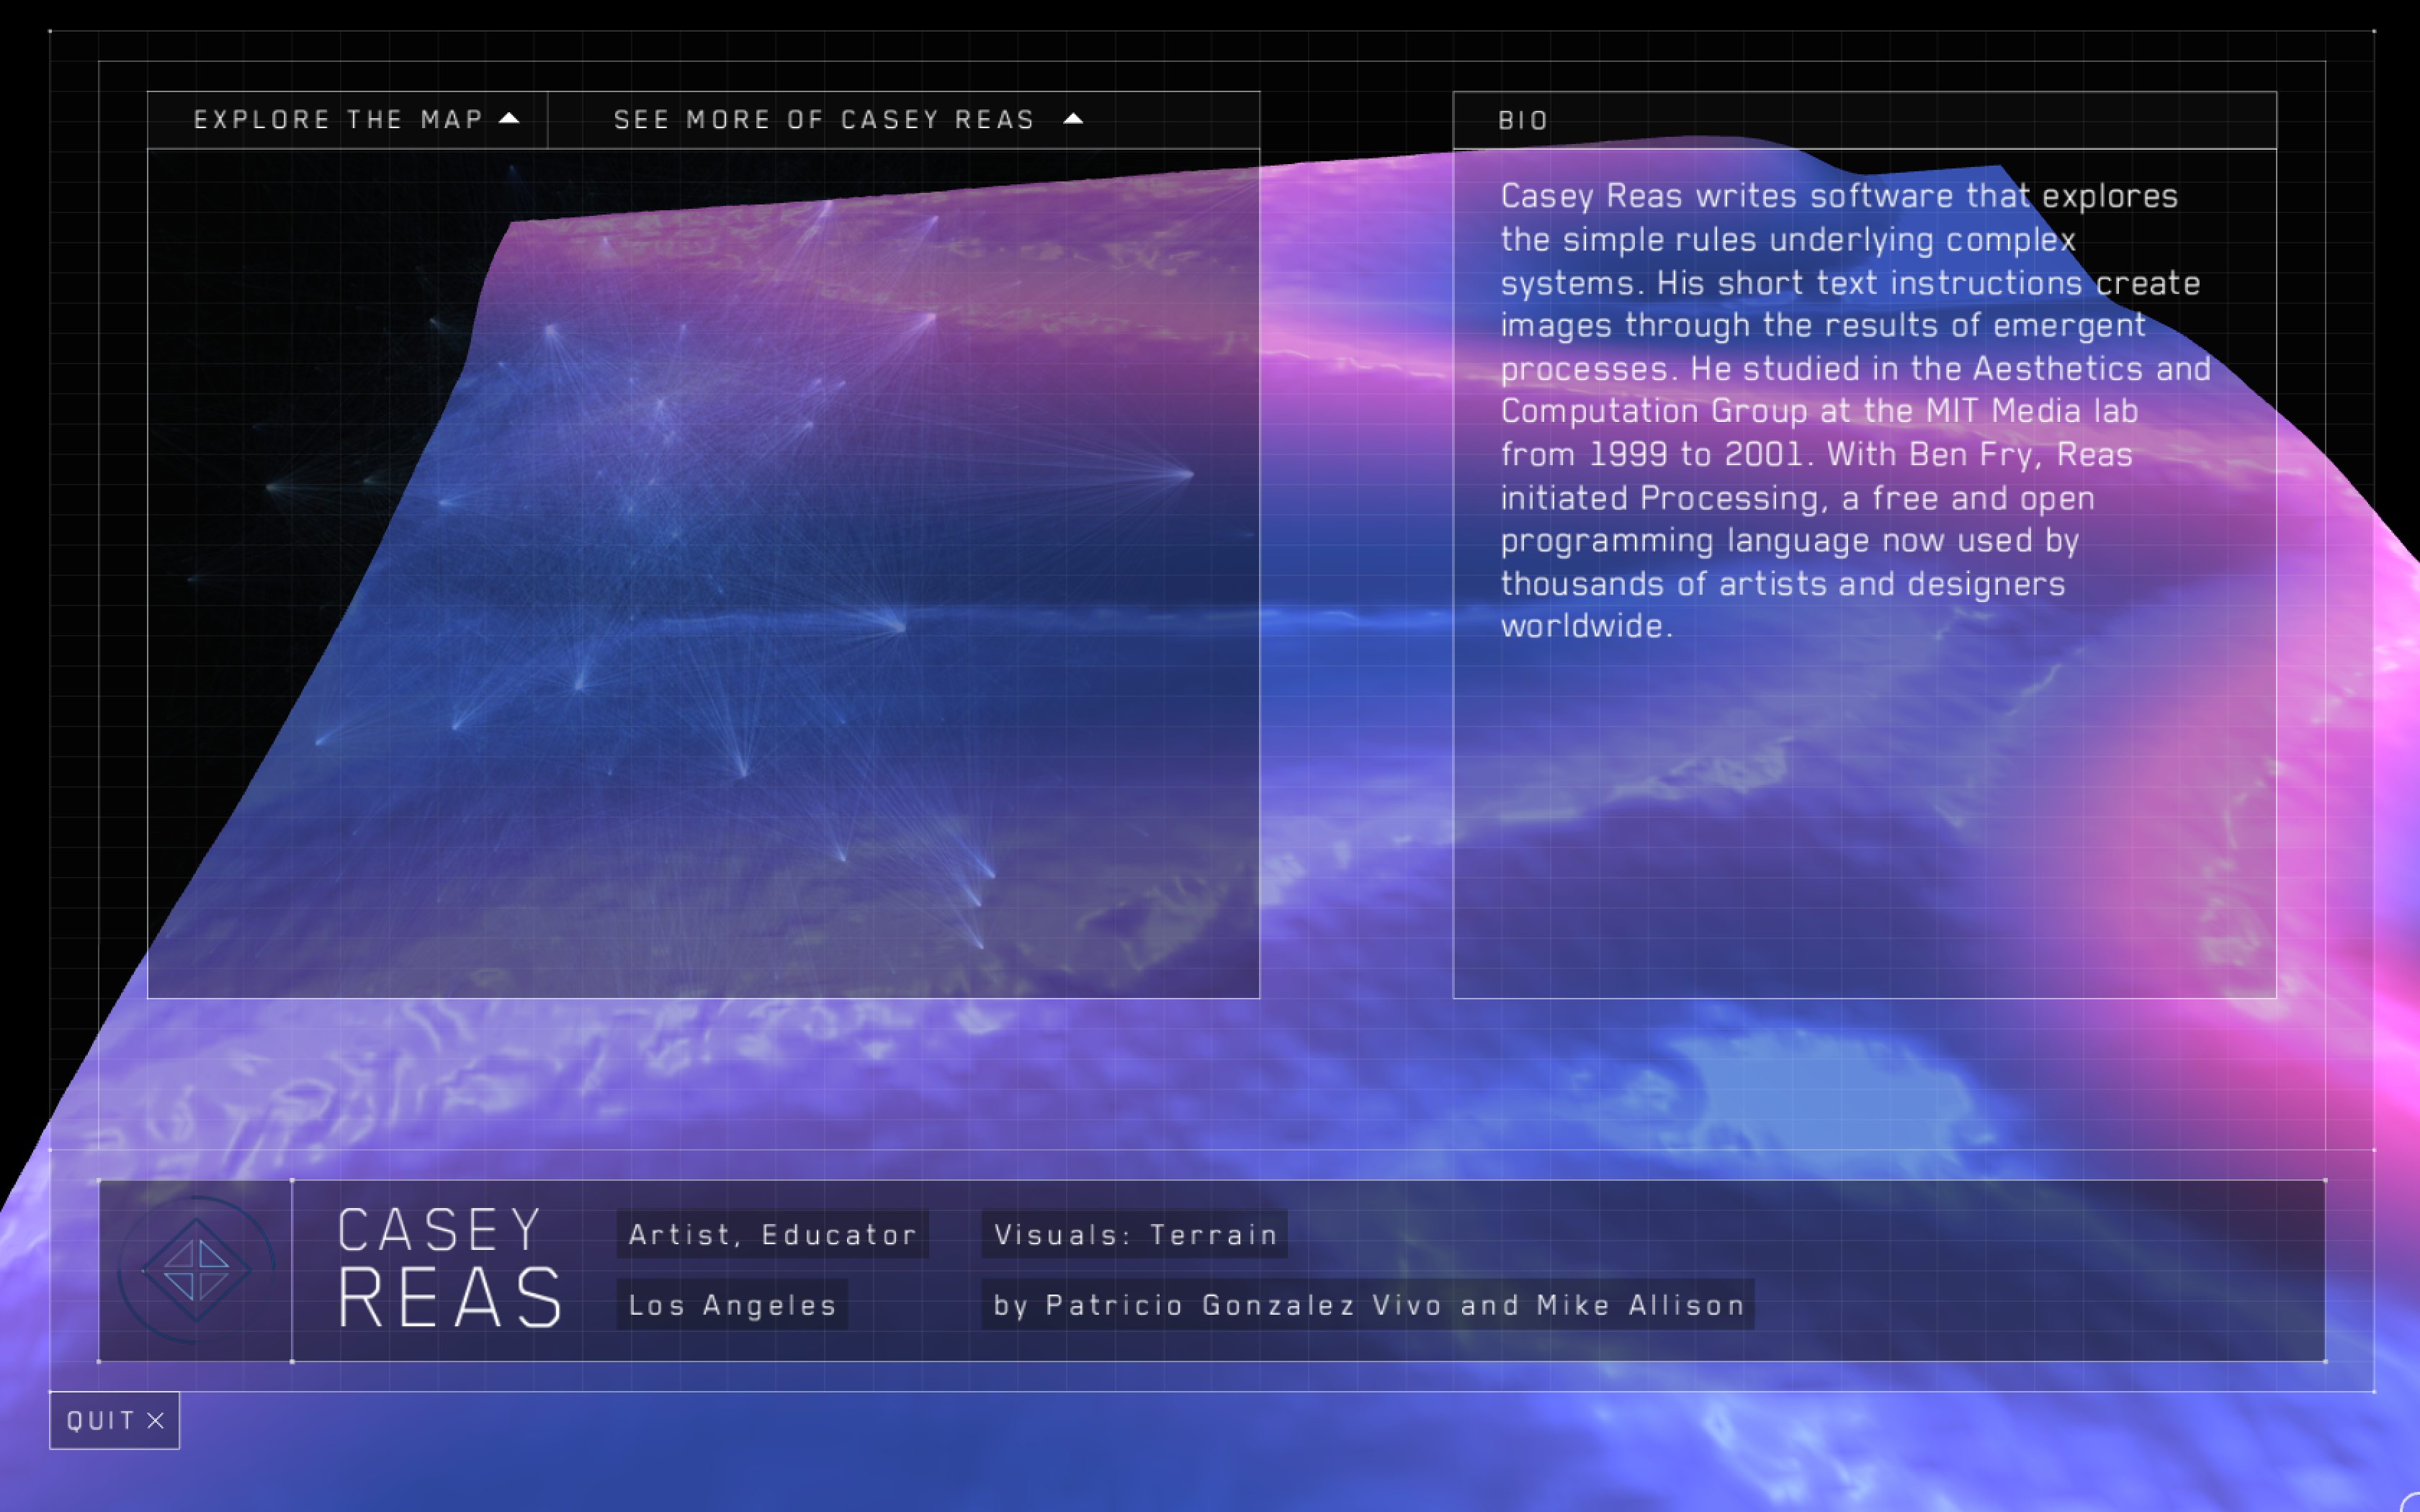 EXPLORE THE MAP
SEE MORE OF CASEY REAS
BIO
Casey Reas writes software that explores
the simple rules underlying complex
systems. His short text instructions create
images through the results of emergent
processes. He studied in the Aesthetics and
Computation Group at the MIT Media lab
from 1999 to 2001. With Ben Fry, Reas
initiated Processing, a free and open
programming language now used by
thousands of artists and designers
worldwide.
CASEY
REAS
Artist, Educator
Los Angeles
Visuals: Terrain
by Patricio Gonzalez Vivo and Mike Allison
QUIT